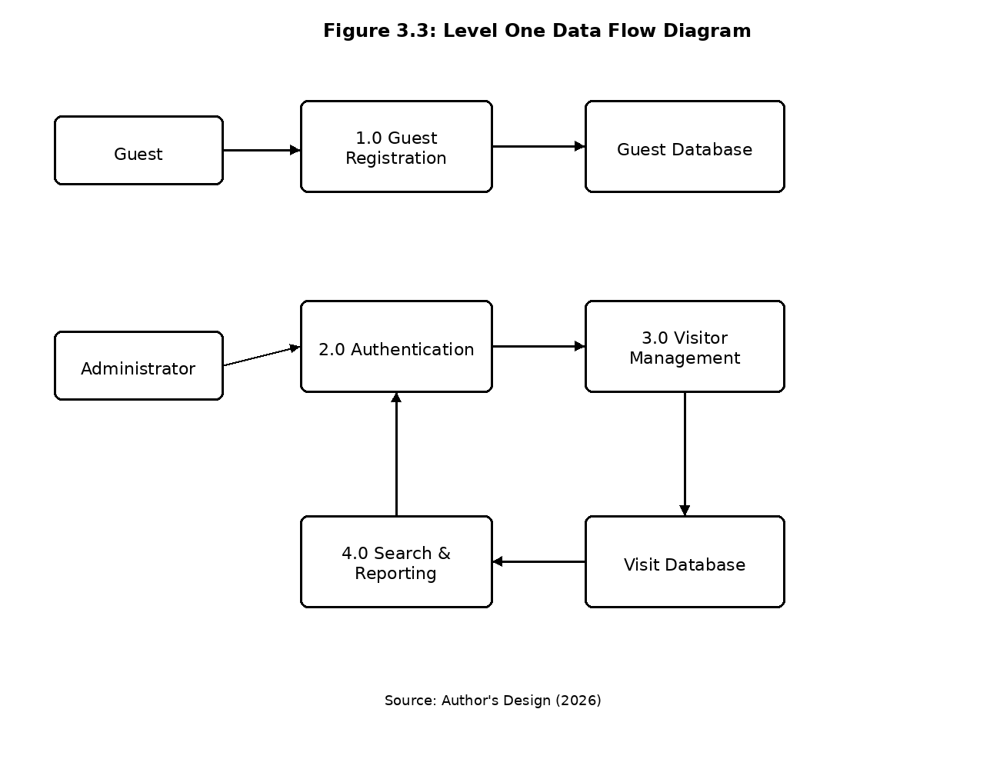 Figure 3.3: Level One Data Flow Diagram
Guest
1.0 Guest
Registration
Guest Database
Administrator
2.0 Authentication
3.0 Visitor
Management
4.0 Search &
Reporting
Visit Database
Source: Author's Design (2026)